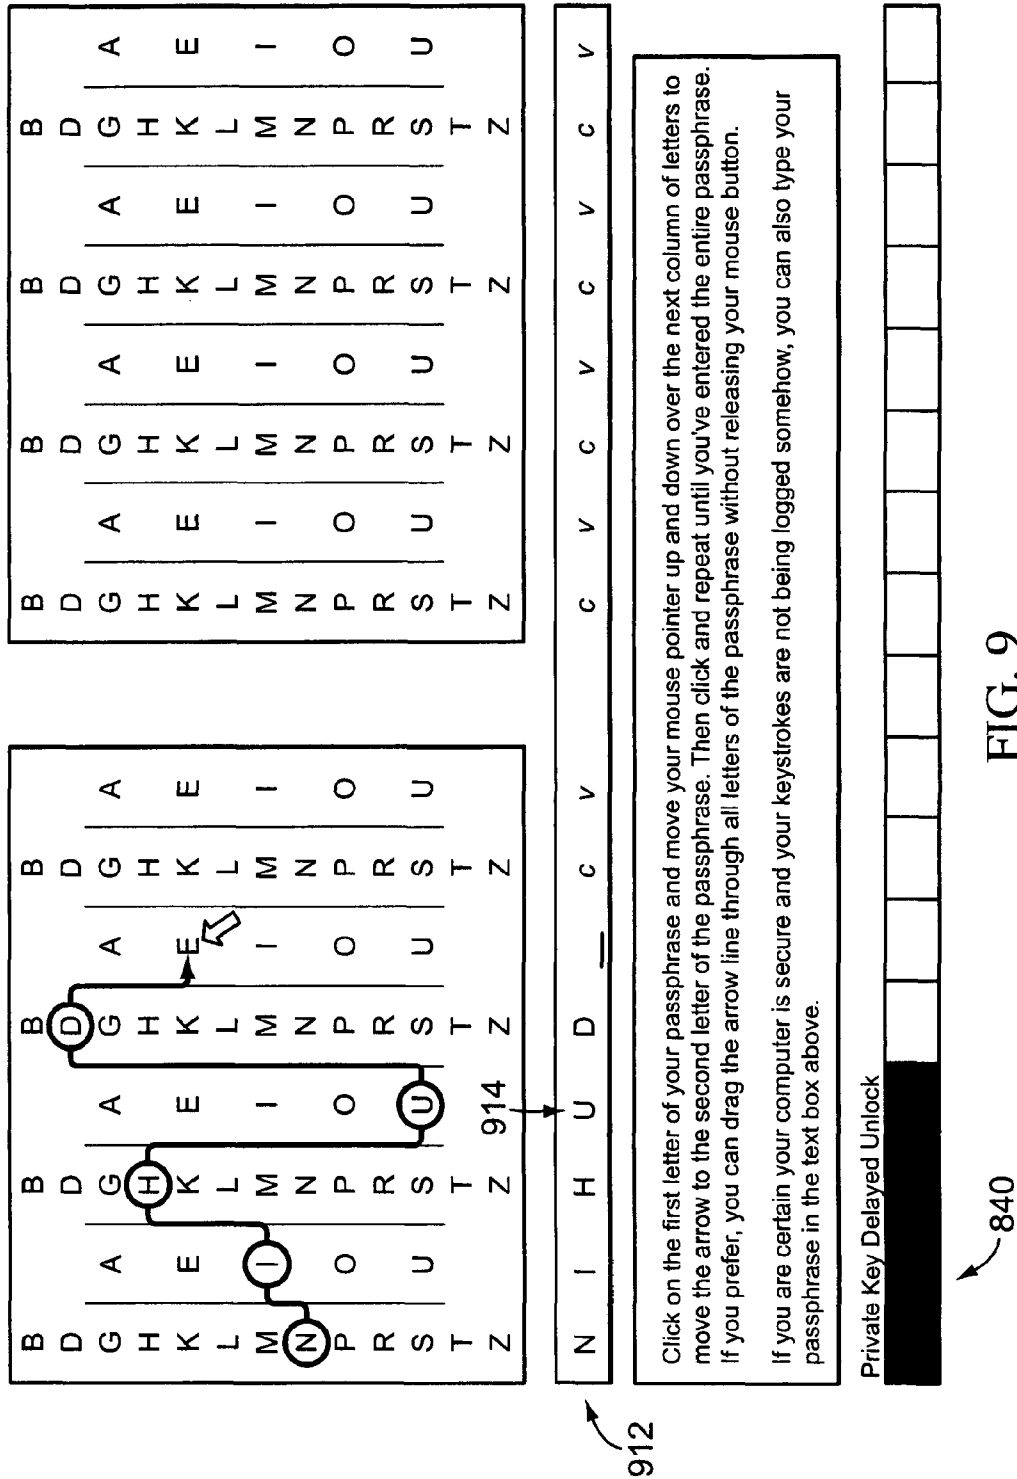 B B B B B B B B
D D D D D D D D
G A G A G A G A G A G A G A G A
H H H H H H H H
K E K E K E K E K E K E K E K E
L L L L L L L L
M I M I M I M I M I M I M I M I
N N N N N N N N
P O P O P O P O P O P O P O P O
R R R R R R R R
S U S U S U S U S U S U S U S U
T T T T T T T T
Z Z Z Z Z Z Z Z
914
N I H U D _ c v c v c v c v c v
912
Click on the first letter of your passphrase and move your mouse pointer up and down over the next column of letters to
move the arrow to the second letter of the passphrase. Then click and repeat until you've entered the entire passphrase.
If you prefer, you can drag the arrow line through all letters of the passphrase without releasing your mouse button.
If you are certain your computer is secure and your keystrokes are not being logged somehow, you can also type your
passphrase in the text box above.
Private Key Delayed Unlock
840
FIG. 9